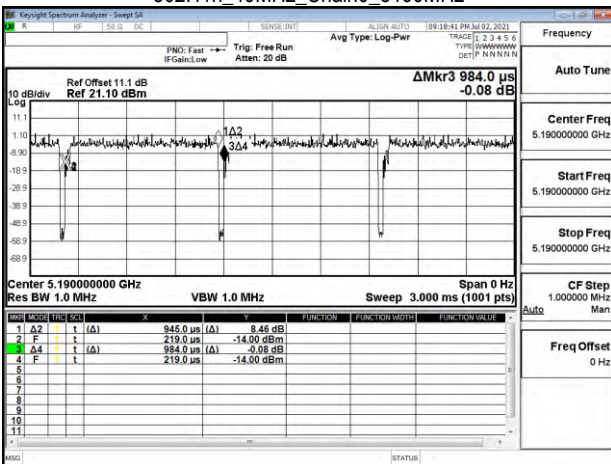 Keysight Spectrum Analyzer - Swept SA
R RF 50 Ω DC SENSE:INT ALIGN AUTO 09:18:41 PM Jul 02, 2021
Avg Type: Log-Pwr
TRACE 1 2 3 4 5 6
TYPE WWWWWW
DET P NNNNN
PNO: Fast Trig: Free Run
IFGain:Low Atten: 20 dB
Frequency
Auto Tune
Ref Offset 11.1 dB
10 dB/div Ref 21.10 dBm
ΔMkr3 984.0 µs
-0.08 dB
Log
11.1
1.10
-8.90
-18.9
-28.9
-38.9
-48.9
-58.9
-68.9
1Δ2
3Δ4
Center 5.190000000 GHz Span 0 Hz
Res BW 1.0 MHz VBW 1.0 MHz Sweep 3.000 ms (1001 pts)
MKR MODE TRC SCL X Y FUNCTION FUNCTION WIDTH FUNCTION VALUE
1 Δ2 1 t (Δ) 945.0 µs (Δ) 8.46 dB
2 F 1 t 219.0 µs -14.00 dBm
3 Δ4 1 t (Δ) 984.0 µs (Δ) -0.08 dB
4 F 1 t 219.0 µs -14.00 dBm
5
6
7
8
9
10
11
Center Freq
5.190000000 GHz
Start Freq
5.190000000 GHz
Stop Freq
5.190000000 GHz
CF Step
1.000000 MHz
Auto Man
Freq Offset
0 Hz
MSG STATUS